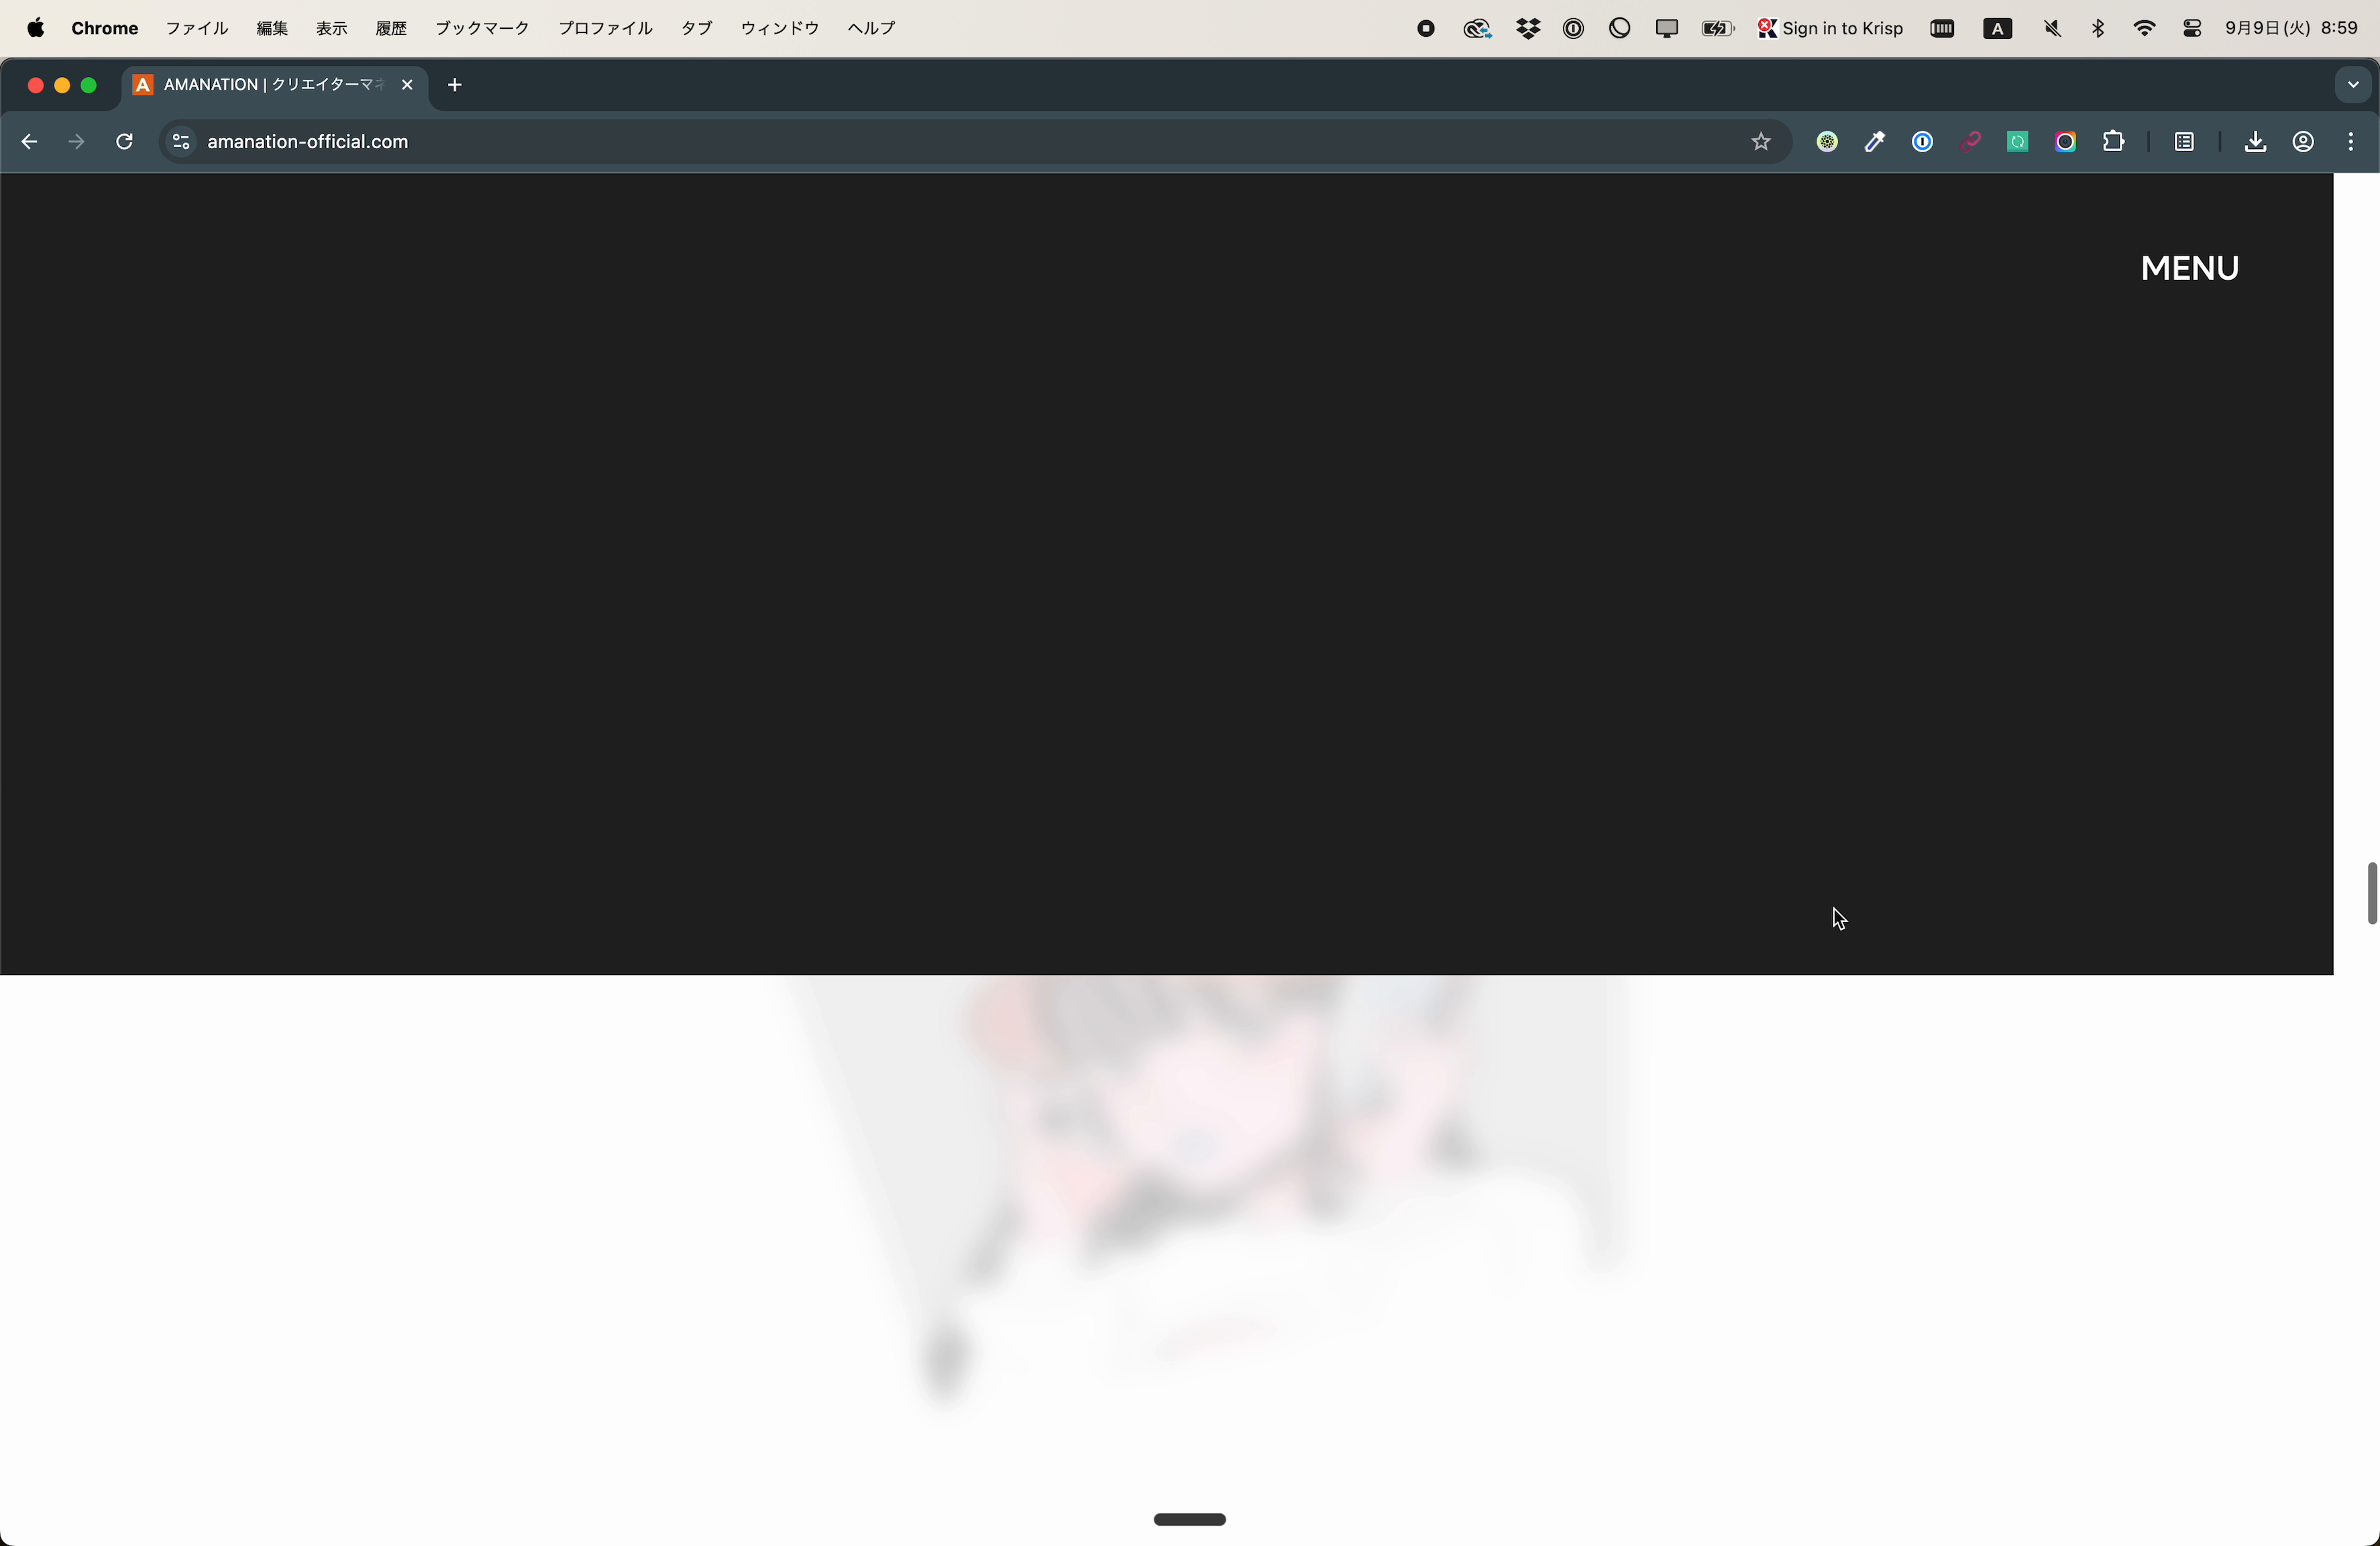 Chrome ファイル 編集 表示 履歴 ブックマーク プロファイル タブ ウィンドウ ヘルプ Sign in to Krisp A 9月9日(火) 8:59
A AMANATION | クリエイターマネ
amanation-official.com
MENU